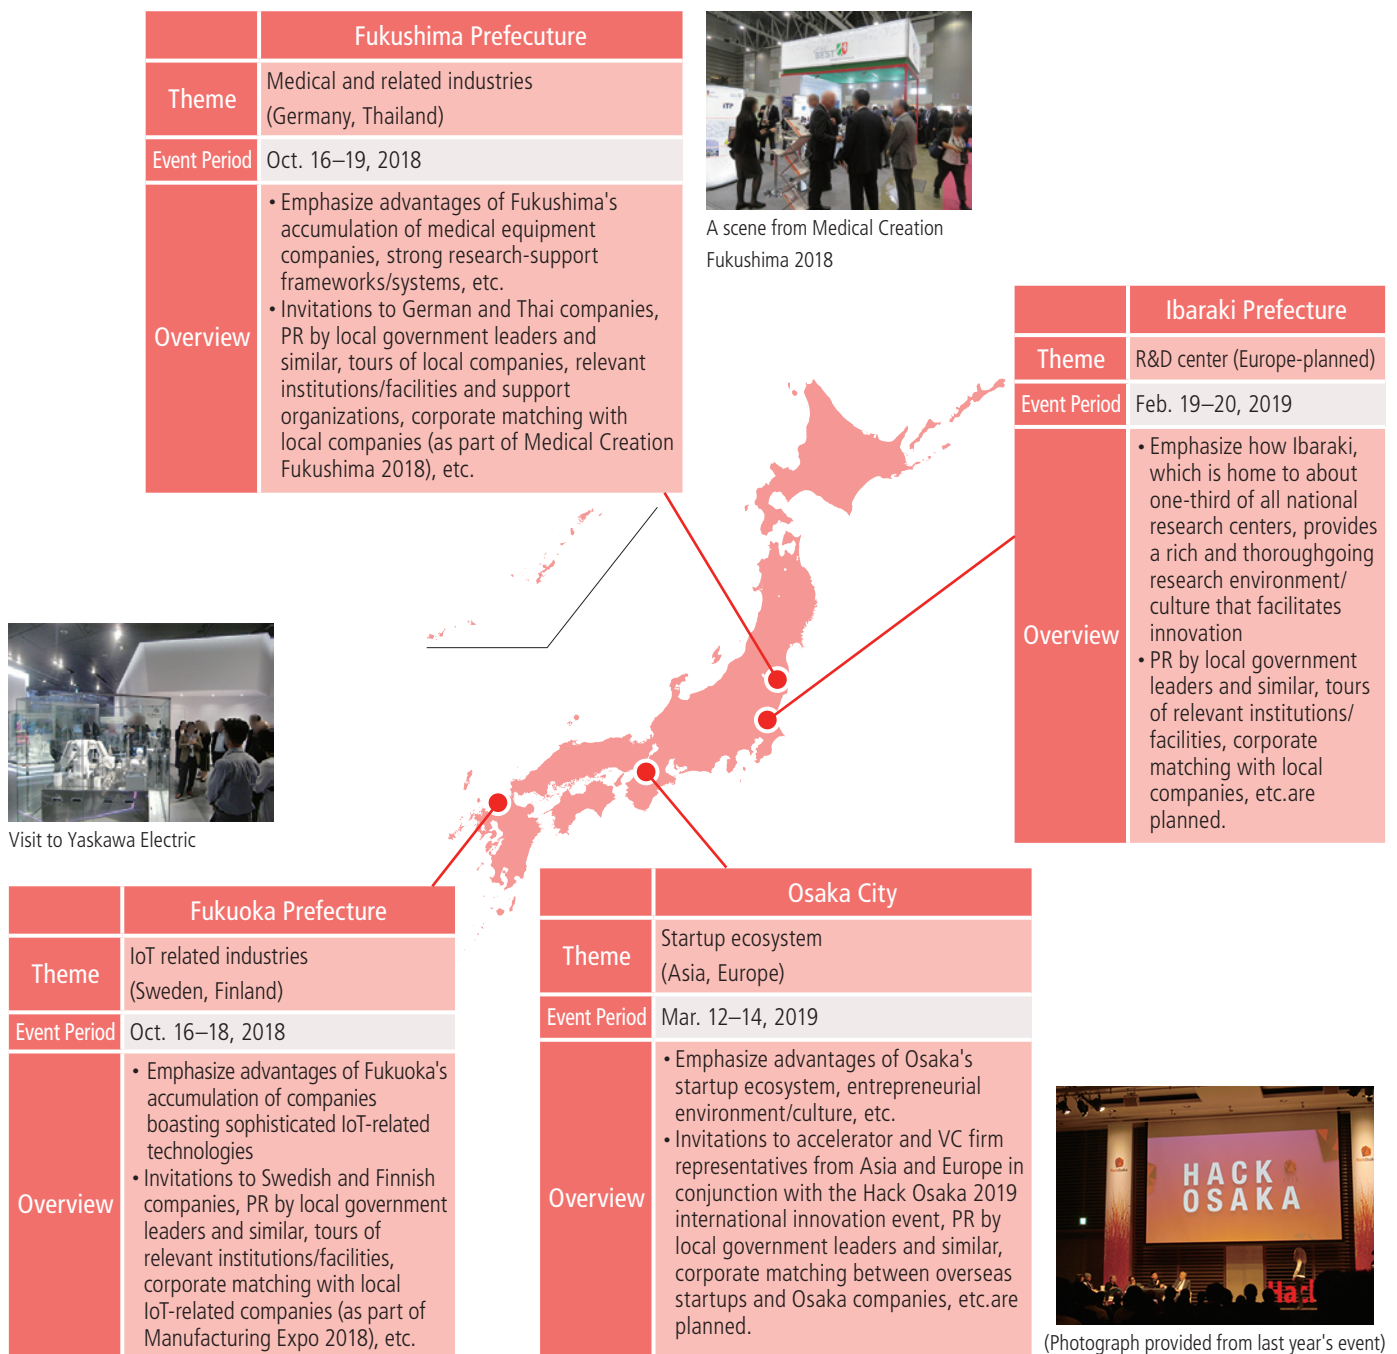 Fukushima Prefecuture
Theme
Medical and related industries
(Germany, Thailand)
Event Period
Oct. 16–19, 2018
Overview
• Emphasize advantages of Fukushima's
accumulation of medical equipment
companies, strong research-support
frameworks/systems, etc.
• Invitations to German and Thai companies,
PR by local government leaders and
similar, tours of local companies, relevant
institutions/facilities and support
organizations, corporate matching with
local companies (as part of Medical Creation
Fukushima 2018), etc.
BEST
iTP
A scene from Medical Creation
Fukushima 2018
Ibaraki Prefecture
Theme
R&D center (Europe-planned)
Event Period
Feb. 19–20, 2019
Overview
• Emphasize how Ibaraki,
which is home to about
one-third of all national
research centers, provides
a rich and thoroughgoing
research environment/
culture that facilitates
innovation
• PR by local government
leaders and similar, tours
of relevant institutions/
facilities, corporate
matching with local
companies, etc.are
planned.
Visit to Yaskawa Electric
Fukuoka Prefecture
Theme
IoT related industries
(Sweden, Finland)
Event Period
Oct. 16–18, 2018
Overview
• Emphasize advantages of Fukuoka's
accumulation of companies
boasting sophisticated IoT-related
technologies
• Invitations to Swedish and Finnish
companies, PR by local government
leaders and similar, tours of
relevant institutions/facilities,
corporate matching with local
IoT-related companies (as part of
Manufacturing Expo 2018), etc.
Osaka City
Theme
Startup ecosystem
(Asia, Europe)
Event Period
Mar. 12–14, 2019
Overview
• Emphasize advantages of Osaka's
startup ecosystem, entrepreneurial
environment/culture, etc.
• Invitations to accelerator and VC firm
representatives from Asia and Europe in
conjunction with the Hack Osaka 2019
international innovation event, PR by
local government leaders and similar,
corporate matching between overseas
startups and Osaka companies, etc.are
planned.
HACK
OSAKA
Hack
(Photograph provided from last year's event)